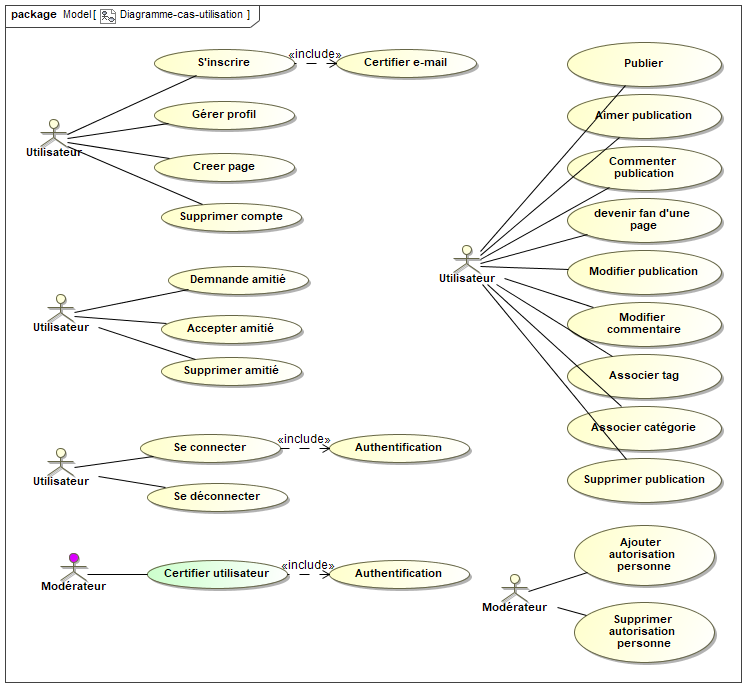 package Model[ Diagramme-cas-utilisation ]
S'inscrire
«include»
Certifier e-mail
Gérer profil
Utilisateur
Creer page
Supprimer compte
Demnande amitié
Utilisateur
Accepter amitié
Supprimer amitié
Se connecter
«include»
Authentification
Utilisateur
Se déconnecter
Certifier utilisateur
«include»
Authentification
Modérateur
Publier
Aimer publication
Commenter
publication
devenir fan d'une
page
Utilisateur
Modifier publication
Modifier
commentaire
Associer tag
Associer catégorie
Supprimer publication
Ajouter
autorisation
personne
Modérateur
Supprimer
autorisation
personne